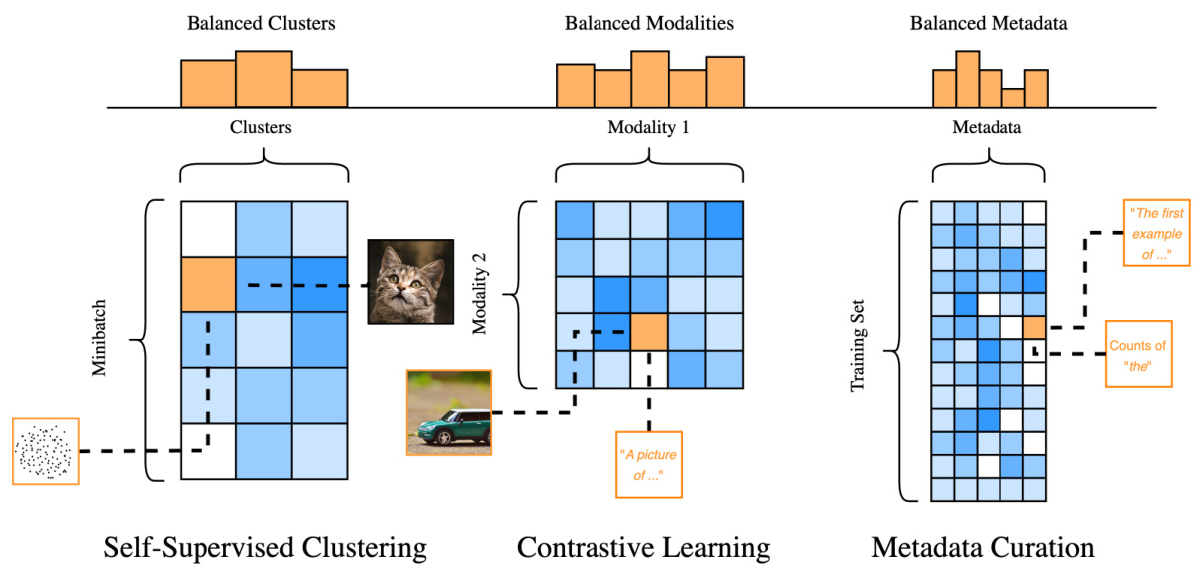 Balanced Clusters
Balanced Modalities
Balanced Metadata
Clusters
Modality 1
Metadata
Minibatch
Modality 2
Training Set
"The first
example
of ..."
Counts of
"the"
"A picture
of ..."
Self-Supervised Clustering
Contrastive Learning
Metadata Curation